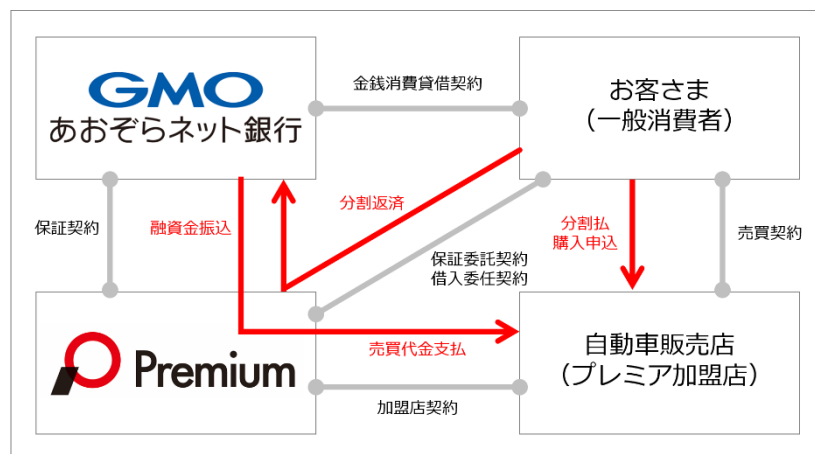 GMO
あおぞらネット銀行
金銭消費貸借契約
お客さま
（一般消費者）
保証契約
融資金振込
分割返済
分割払
購入申込
売買契約
保証委託契約
借入委任契約
Premium
売買代金支払
自動車販売店
（プレミア加盟店）
加盟店契約